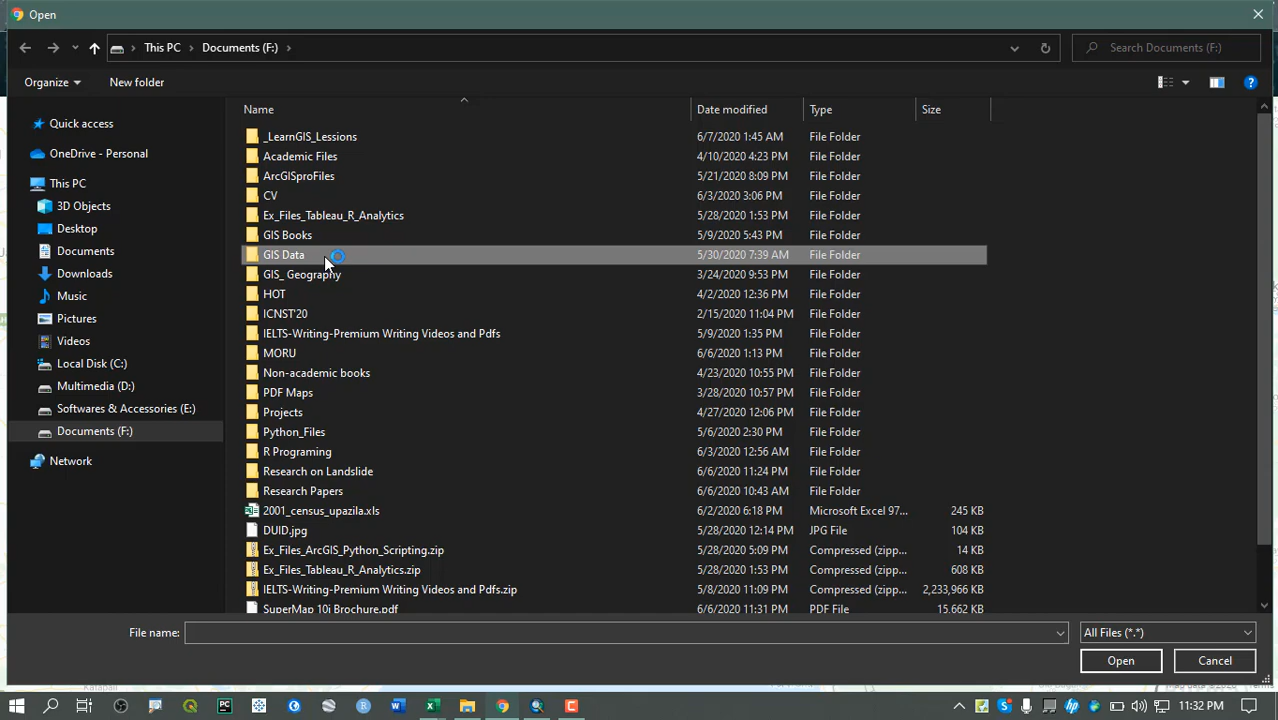 Open
This PC > Documents (F:) >
Search Documents (F:)
Organize
New folder
Quick access
OneDrive - Personal
This PC
3D Objects
Desktop
Documents
Downloads
Music
Pictures
Videos
Local Disk (C:)
Multimedia (D:)
Softwares & Accessories (E:)
Documents (F:)
Network
Name Date modified Type Size
_LearnGIS_Lessions 6/7/2020 1:45 AM File Folder
Academic Files 4/10/2020 4:23 PM File Folder
ArcGISproFiles 5/21/2020 8:09 PM File Folder
CV 6/3/2020 3:06 PM File Folder
Ex_Files_Tableau_R_Analytics 5/28/2020 1:53 PM File Folder
GIS Books 5/9/2020 5:43 PM File Folder
GIS Data 5/30/2020 7:39 AM File Folder
GIS_ Geography 3/24/2020 9:53 PM File Folder
HOT 4/2/2020 12:36 PM File Folder
ICNST'20 2/15/2020 11:04 PM File Folder
IELTS-Writing-Premium Writing Videos and Pdfs 5/9/2020 1:35 PM File Folder
MORU 6/6/2020 1:13 PM File Folder
Non-academic books 4/23/2020 10:55 PM File Folder
PDF Maps 3/28/2020 10:57 PM File Folder
Projects 4/27/2020 12:06 PM File Folder
Python_Files 5/6/2020 2:30 PM File Folder
R Programing 6/3/2020 12:56 AM File Folder
Research on Landslide 6/6/2020 11:24 PM File Folder
Research Papers 6/6/2020 10:43 AM File Folder
2001_census_upazila.xls 6/2/2020 6:18 PM Microsoft Excel 97... 245 KB
DUID.jpg 5/28/2020 12:14 PM JPG File 104 KB
Ex_Files_ArcGIS_Python_Scripting.zip 5/28/2020 5:09 PM Compressed (zipp... 14 KB
Ex_Files_Tableau_R_Analytics.zip 5/28/2020 1:53 PM Compressed (zipp... 608 KB
IELTS-Writing-Premium Writing Videos and Pdfs.zip 5/8/2020 11:09 PM Compressed (zipp... 2,233,966 KB
SuperMap 10i Brochure.pdf 6/6/2020 11:31 PM PDF File 15,662 KB
File name:
All Files (*.*)
Open Cancel
11:32 PM